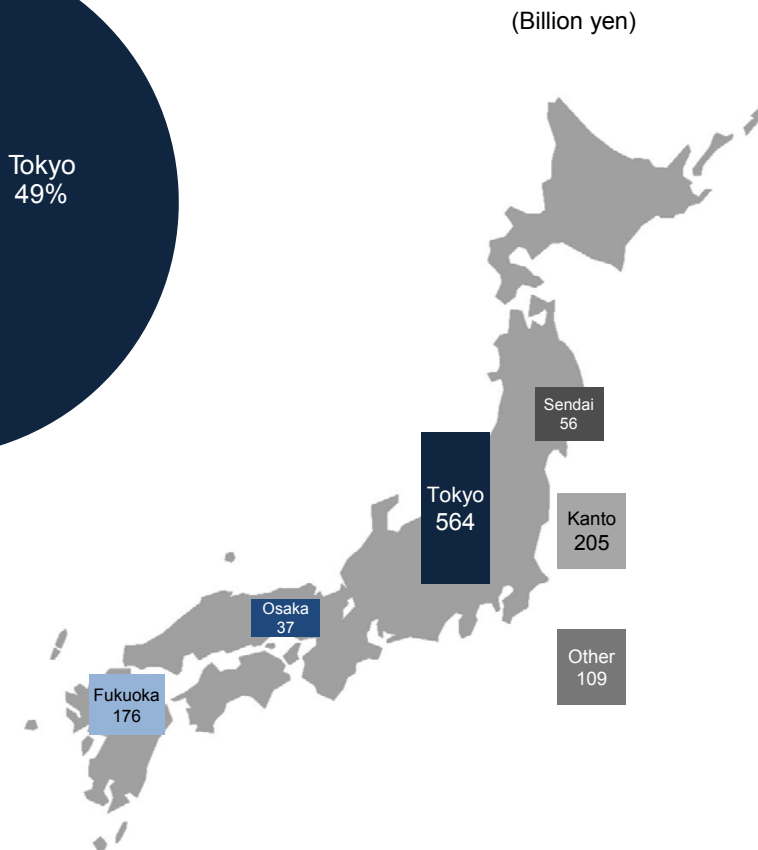 (Billion yen)
Tokyo
49%
Sendai
56
Tokyo
564
Kanto
205
Osaka
37
Other
109
Fukuoka
176